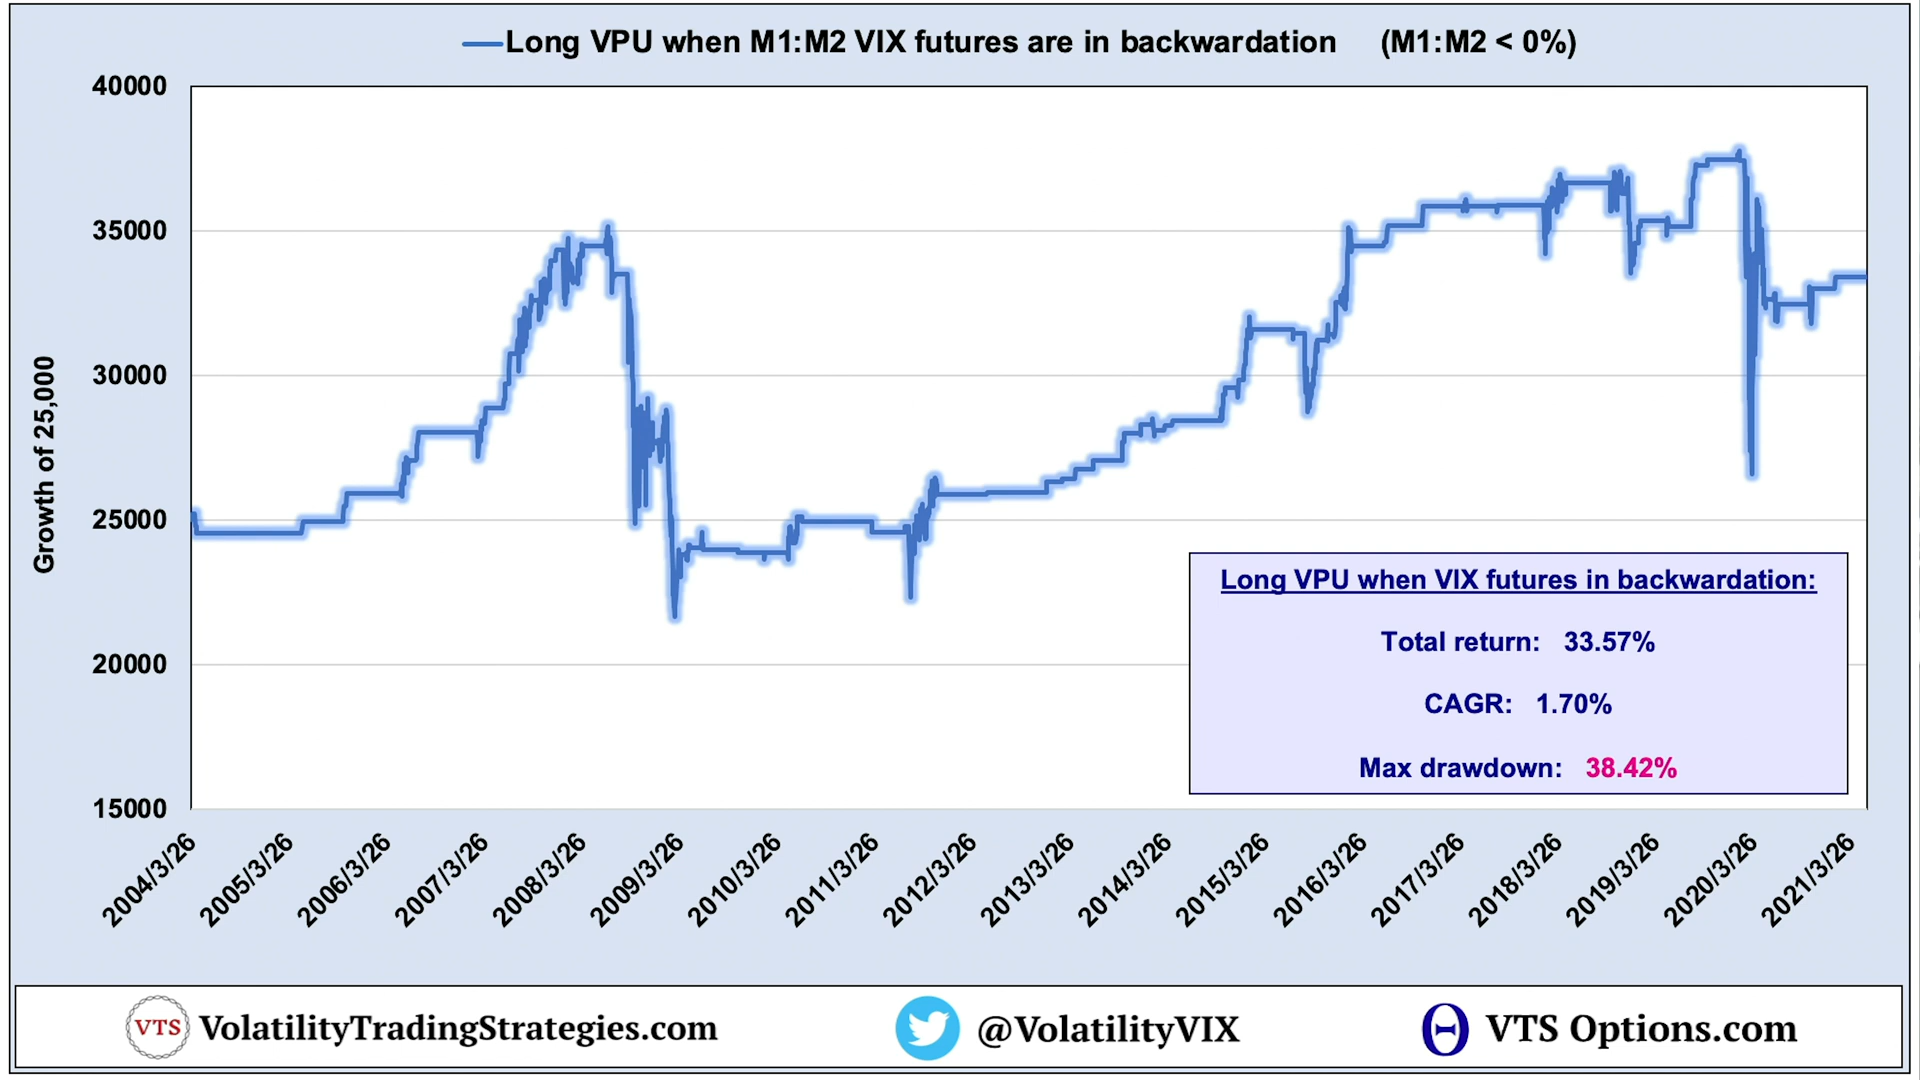 Long VPU when M1:M2 VIX futures are in backwardation (M1:M2 < 0%)
40000
35000
30000
25000
20000
15000
Growth of 25,000
Long VPU when VIX futures in backwardation:
Total return: 33.57%
CAGR: 1.70%
Max drawdown: 38.42%
2004/3/26
2005/3/26
2006/3/26
2007/3/26
2008/3/26
2009/3/26
2010/3/26
2011/3/26
2012/3/26
2013/3/26
2014/3/26
2015/3/26
2016/3/26
2017/3/26
2018/3/26
2019/3/26
2020/3/26
2021/3/26
VTS VolatilityTradingStrategies.com
@VolatilityVIX
VTS Options.com